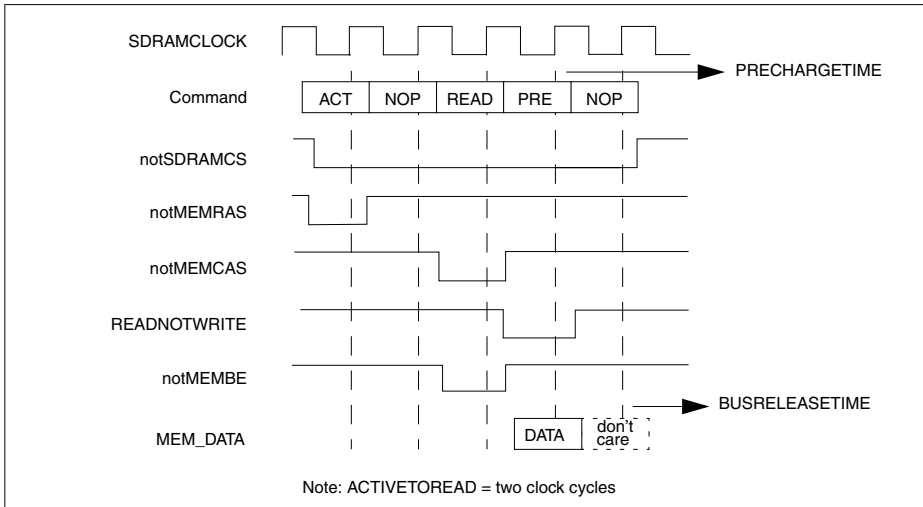 SDRAMCLOCK
PRECHARGETIME
Command ACT NOP READ PRE NOP
notSDRAMCS
notMEMRAS
notMEMCAS
READNOTWRITE
notMEMBE
BUSRELEASETIME
MEM_DATA DATA don't
care
Note: ACTIVETOREAD = two clock cycles